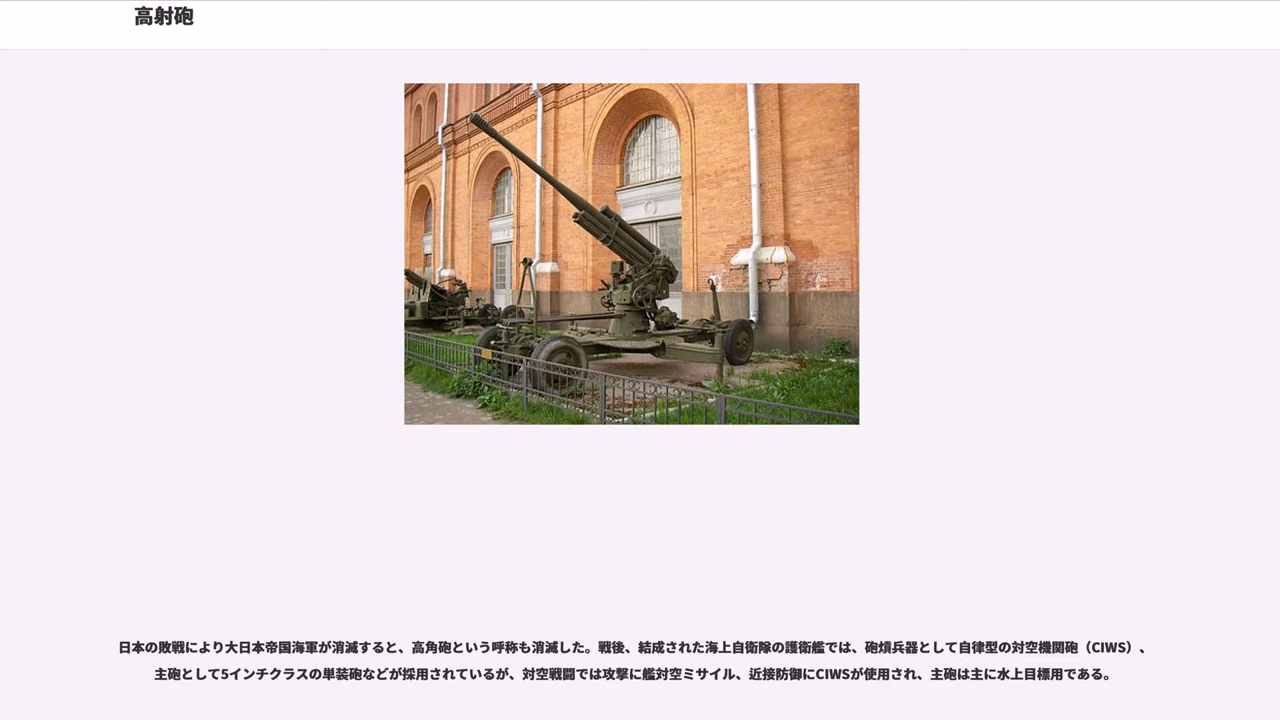 高射砲
日本の敗戦により大日本帝国海軍が消滅すると、高角砲という呼称も消滅した。戦後、結成された海上自衛隊の護衛艦では、砲熕兵器として自律型の対空機関砲（CIWS）、
主砲として5インチクラスの単装砲などが採用されているが、対空戦闘では攻撃に艦対空ミサイル、近接防御にCIWSが使用され、主砲は主に水上目標用である。